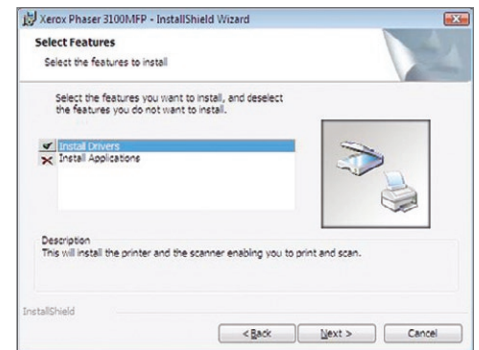 Xerox Phaser 3100MFP - InstallShield Wizard
Select Features
Select the features to install
Select the features you want to install, and deselect
the features you do not want to install.
Install Drivers
Install Applications
Description
This will install the printer and the scanner enabling you to print and scan.
InstallShield
< Back
Next >
Cancel